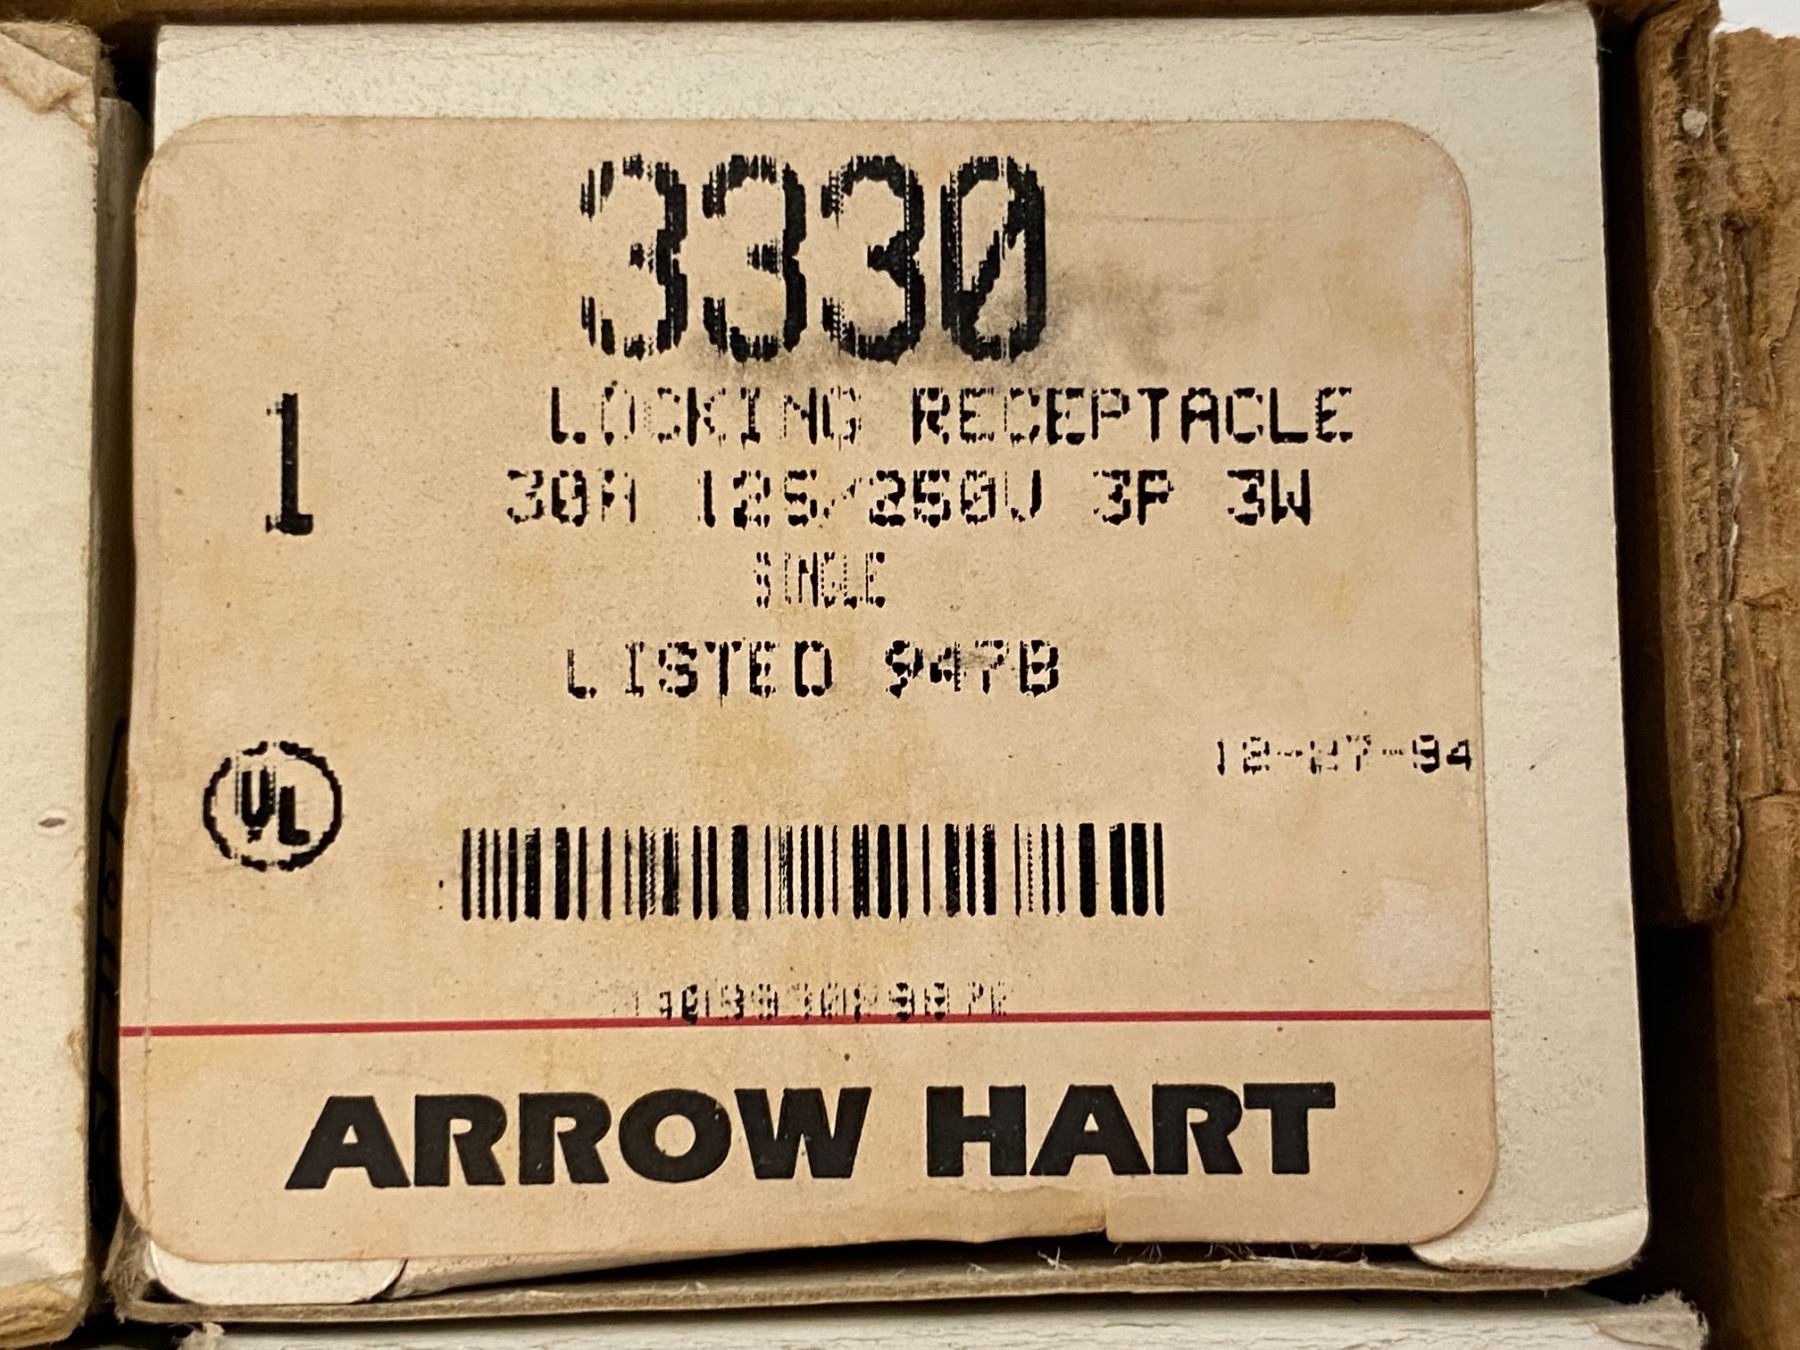 3330
1
LOCKING RECEPTACLE
30A 125/250V 3P 3W
SINGLE
LISTED 947B
12-27-94
UL
ARROW HART